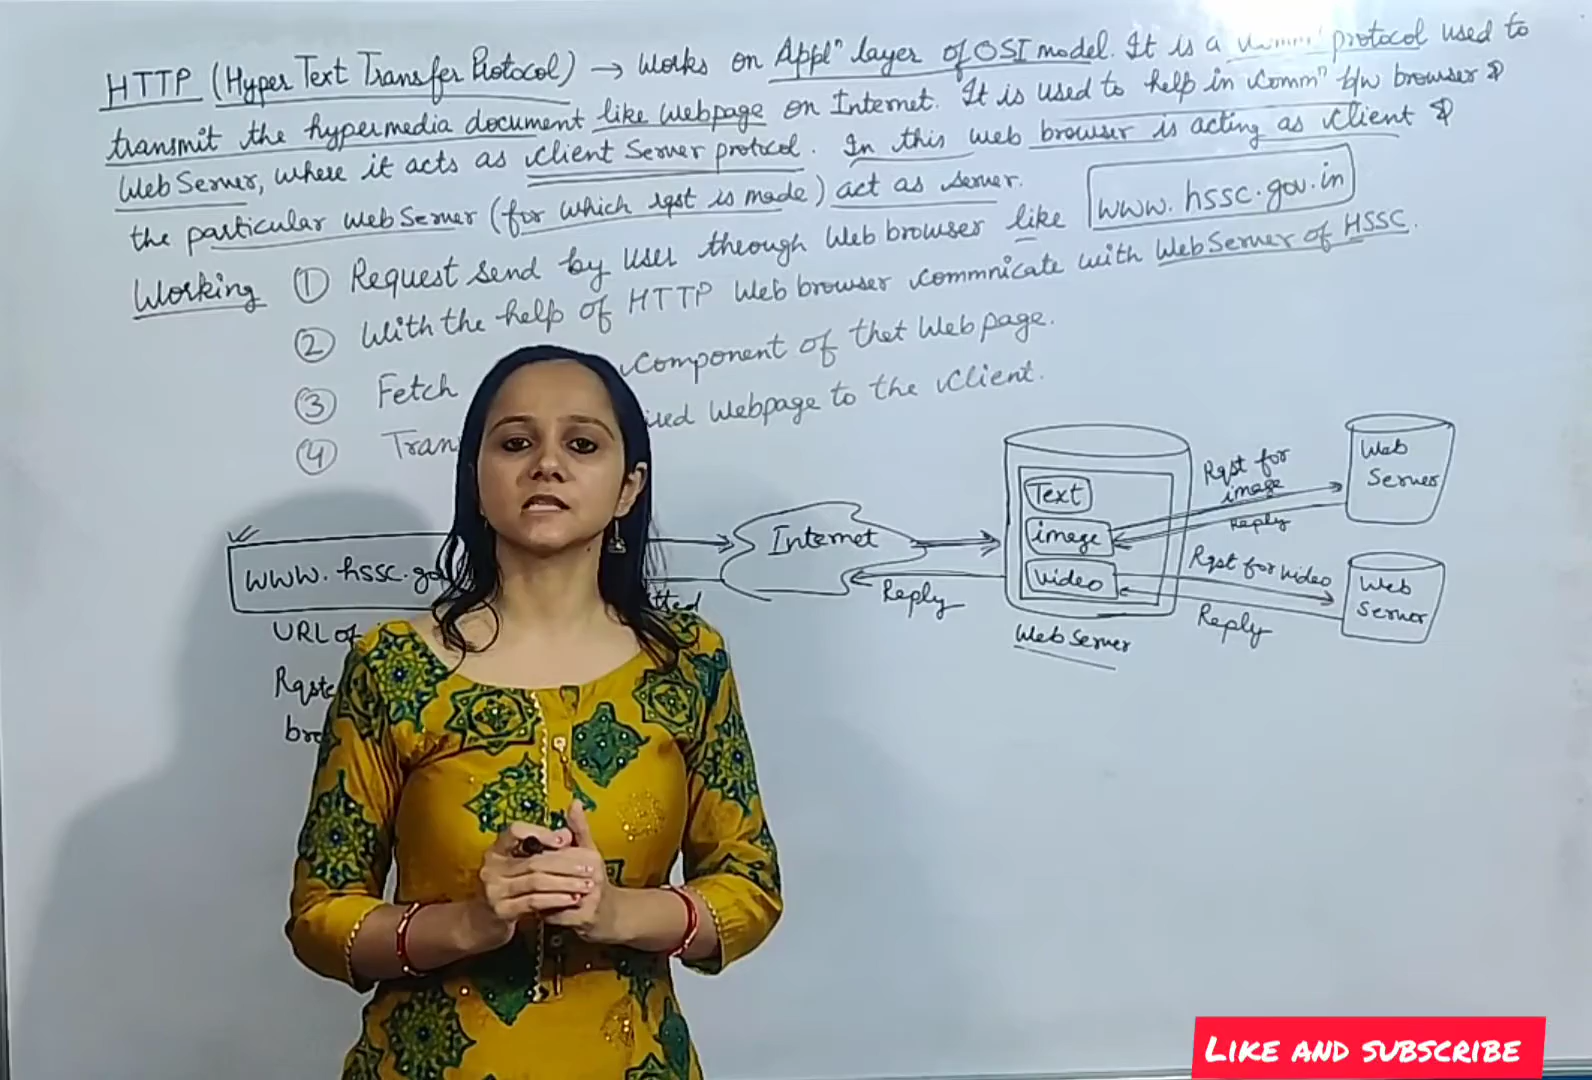 HTTP (Hyper Text Transfer Protocol) → Works on Applⁿ layer of OSI model. It is a protocol used to
transmit the hypermedia document like Webpage on Internet. It is used to help in Commⁿ b/w browser &
Web Server, where it acts as Client Server protocol. In this web browser is acting as Client &
the particular Web Server (for which rqst is made) act as server.
Working ① Request send by user through Web browser like www.hssc.gov.in
② With the help of HTTP Web browser commnicate with Web Server of HSSC.
③ Fetch component of that Web page.
④ Webpage to the Client.
www.hssc.go
URL of
Internet
Reply
Text
image
video
Web Server
Rqst for
image
Reply
Web
Server
Rqst for video
Reply
Web
Server
LIKE AND SUBSCRIBE